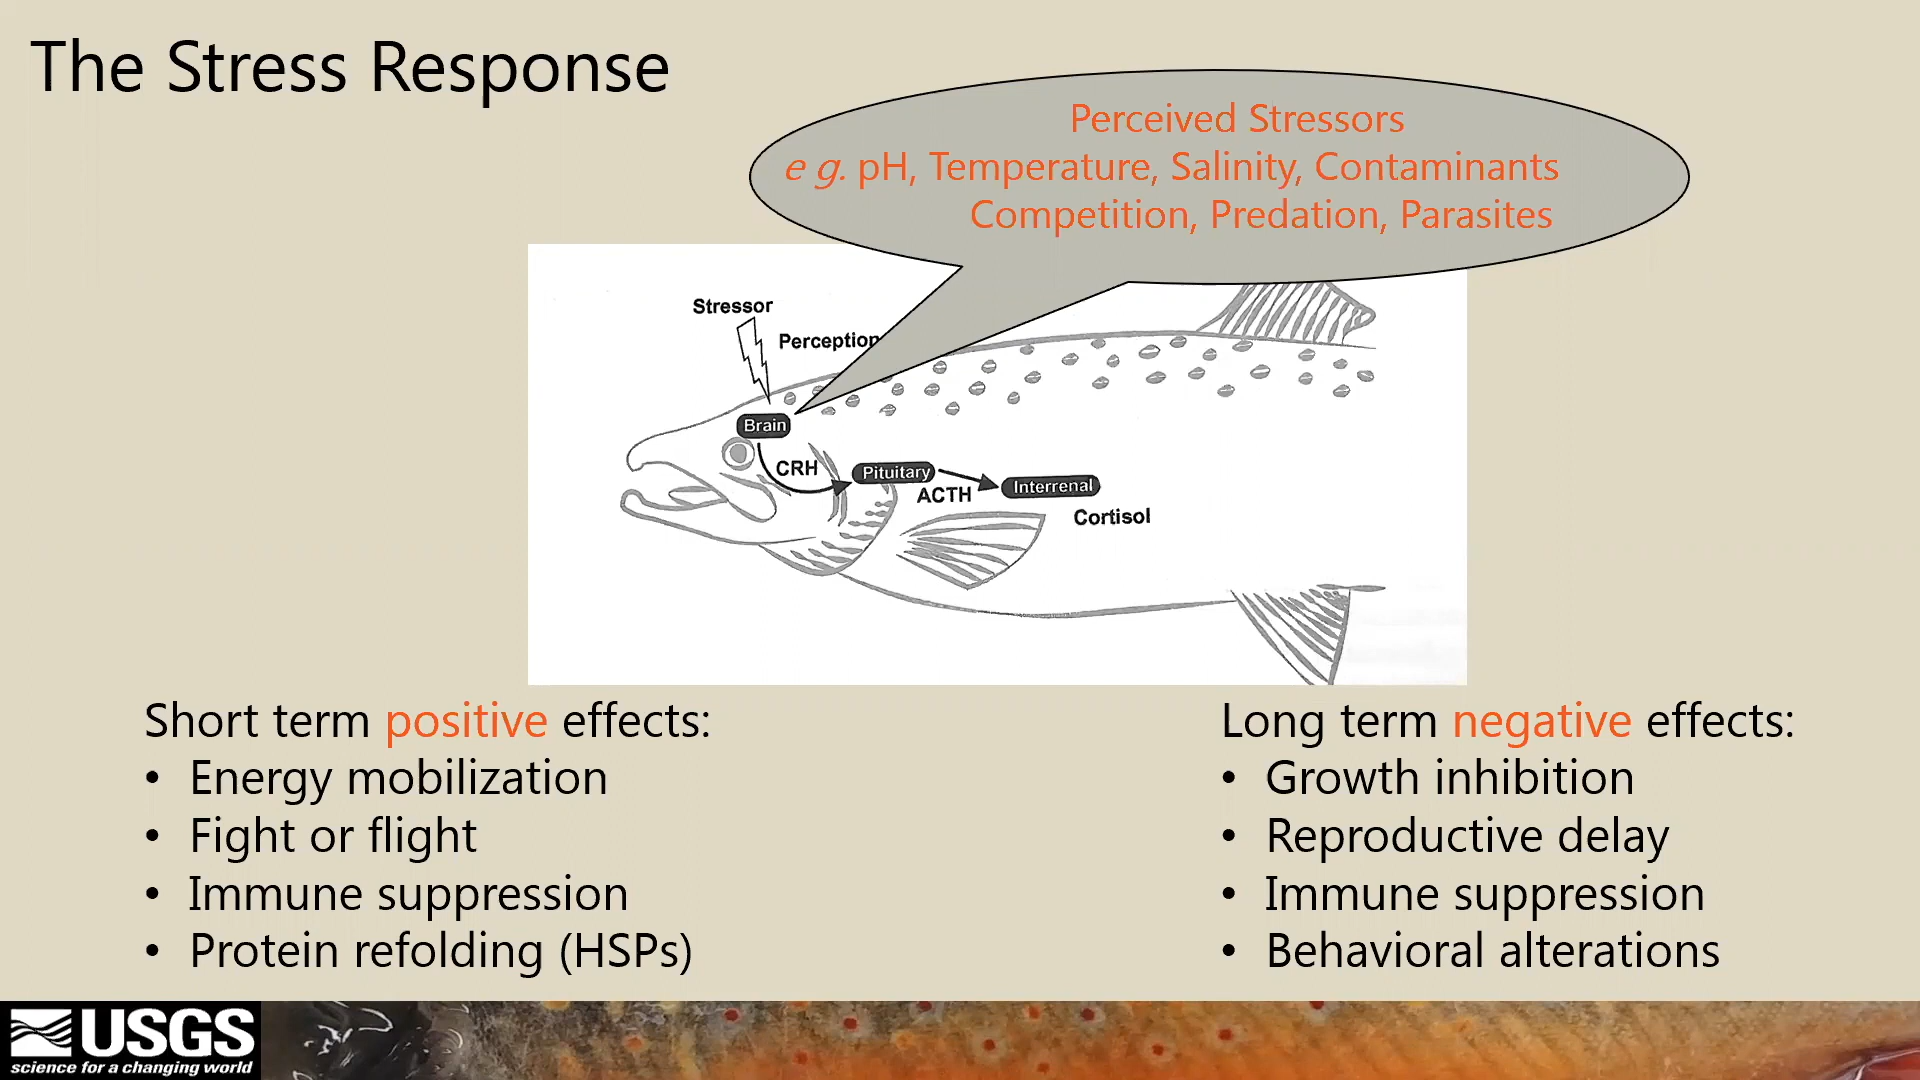 The Stress Response
Perceived Stressors
e g. pH, Temperature, Salinity, Contaminants
Competition, Predation, Parasites
Stressor
Perception
Brain
CRH
Pituitary
ACTH
Interrenal
Cortisol
Short term positive effects:
• Energy mobilization
• Fight or flight
• Immune suppression
• Protein refolding (HSPs)
Long term negative effects:
• Growth inhibition
• Reproductive delay
• Immune suppression
• Behavioral alterations
USGS
science for a changing world